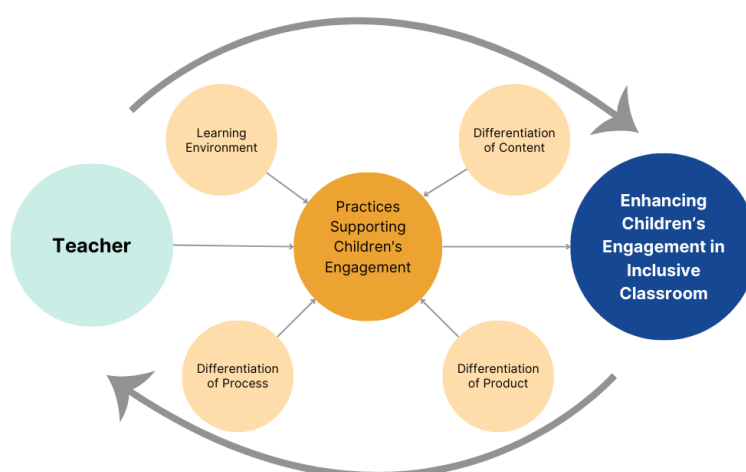 Learning
Environment
Differentiation
of Content
Teacher
Practices
Supporting
Children's
Engagement
Enhancing
Children’s
Engagement in
Inclusive
Classroom
Differentiation
of Process
Differentiation
of Product